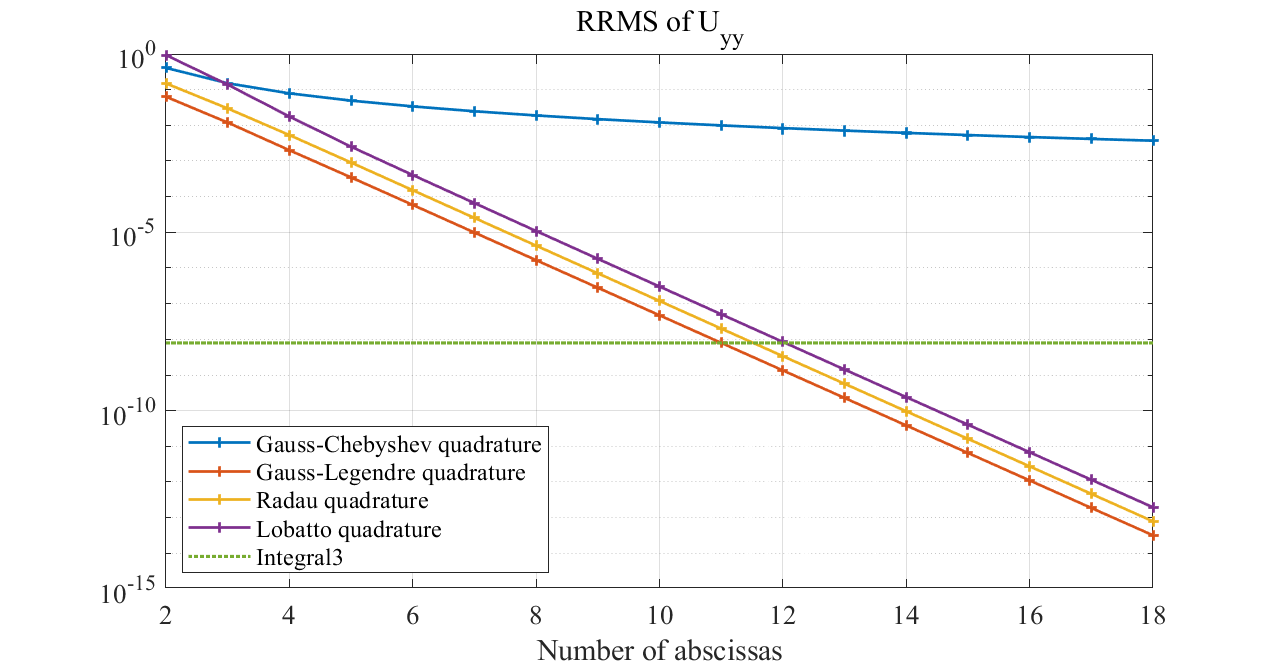 RRMS of U_yy
10^0
10^-5
10^-10
10^-15
Gauss-Chebyshev quadrature
Gauss-Legendre quadrature
Radau quadrature
Lobatto quadrature
Integral3
2 4 6 8 10 12 14 16 18
Number of abscissas